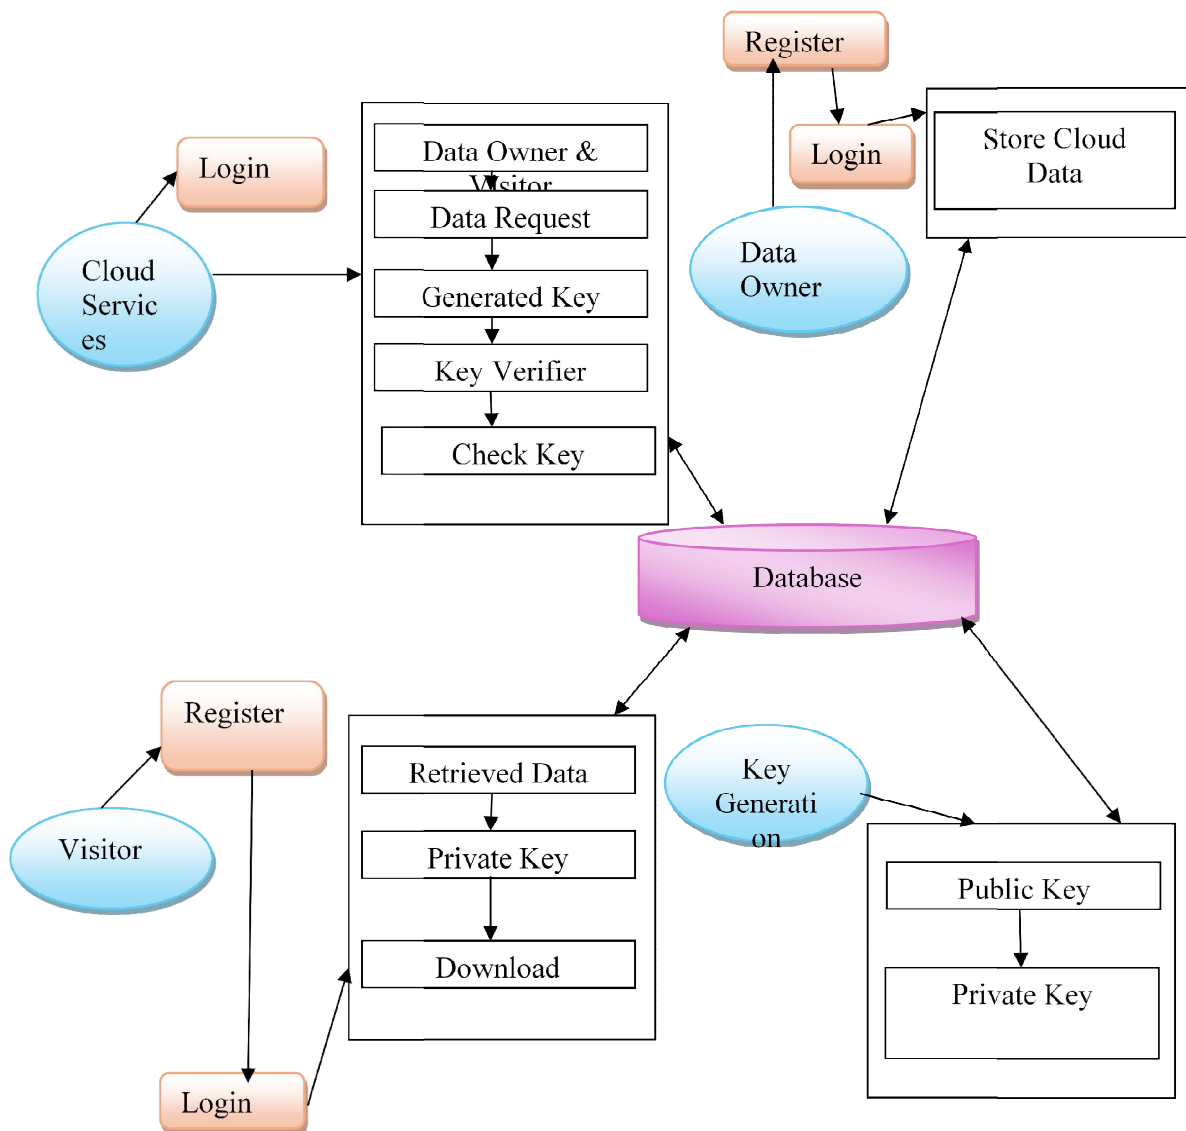 Register
Login
Store Cloud
Data
Data
Owner
Login
Cloud
Servic
es
Data Owner &
Visitor
Data Request
Generated Key
Key Verifier
Check Key
Database
Register
Visitor
Login
Retrieved Data
Private Key
Download
Key
Generati
on
Public Key
Private Key